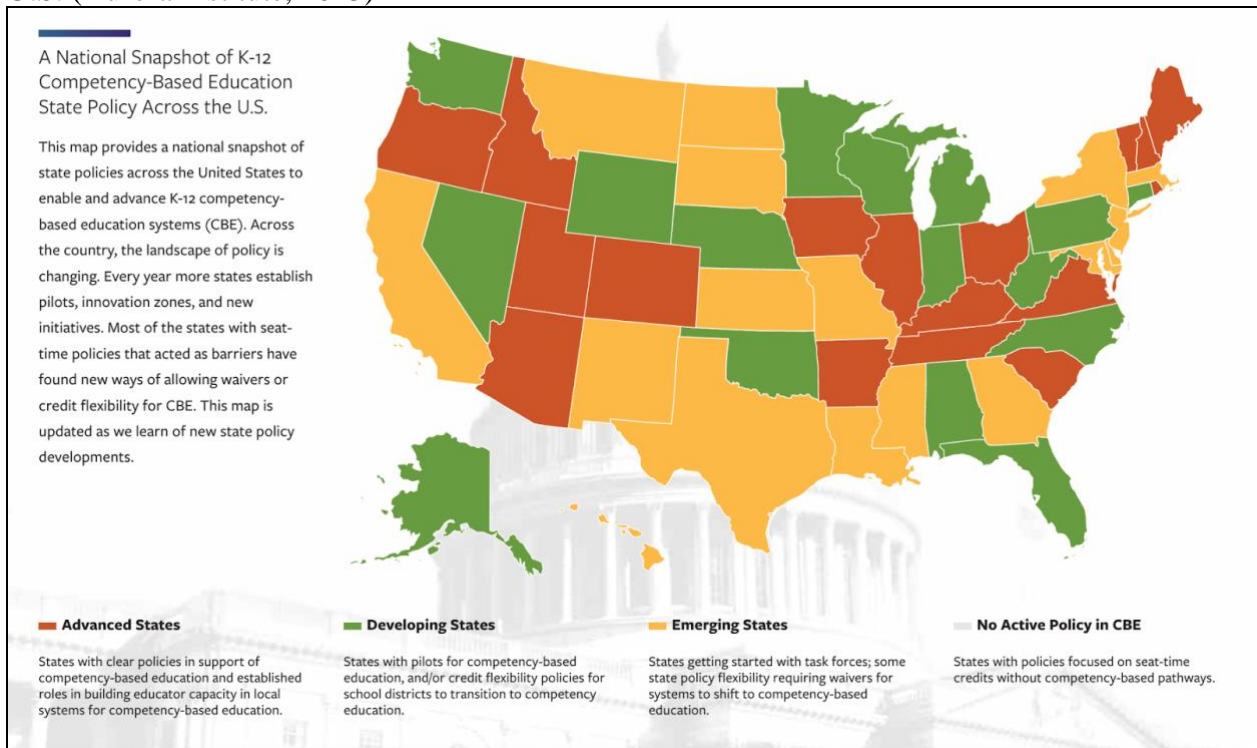 A National Snapshot of K-12
Competency-Based Education
State Policy Across the U.S.
This map provides a national snapshot of
state policies across the United States to
enable and advance K-12 competency-
based education systems (CBE). Across
the country, the landscape of policy is
changing. Every year more states establish
pilots, innovation zones, and new
initiatives. Most of the states with seat-
time policies that acted as barriers have
found new ways of allowing waivers or
credit flexibility for CBE. This map is
updated as we learn of new state policy
developments.
Advanced States
States with clear policies in support of
competency-based education and established
roles in building educator capacity in local
systems for competency-based education.
Developing States
States with pilots for competency-based
education, and/or credit flexibility policies for
school districts to transition to competency
education.
Emerging States
States getting started with task forces; some
state policy flexibility requiring waivers for
systems to shift to competency-based
education.
No Active Policy in CBE
States with policies focused on seat-time
credits without competency-based pathways.